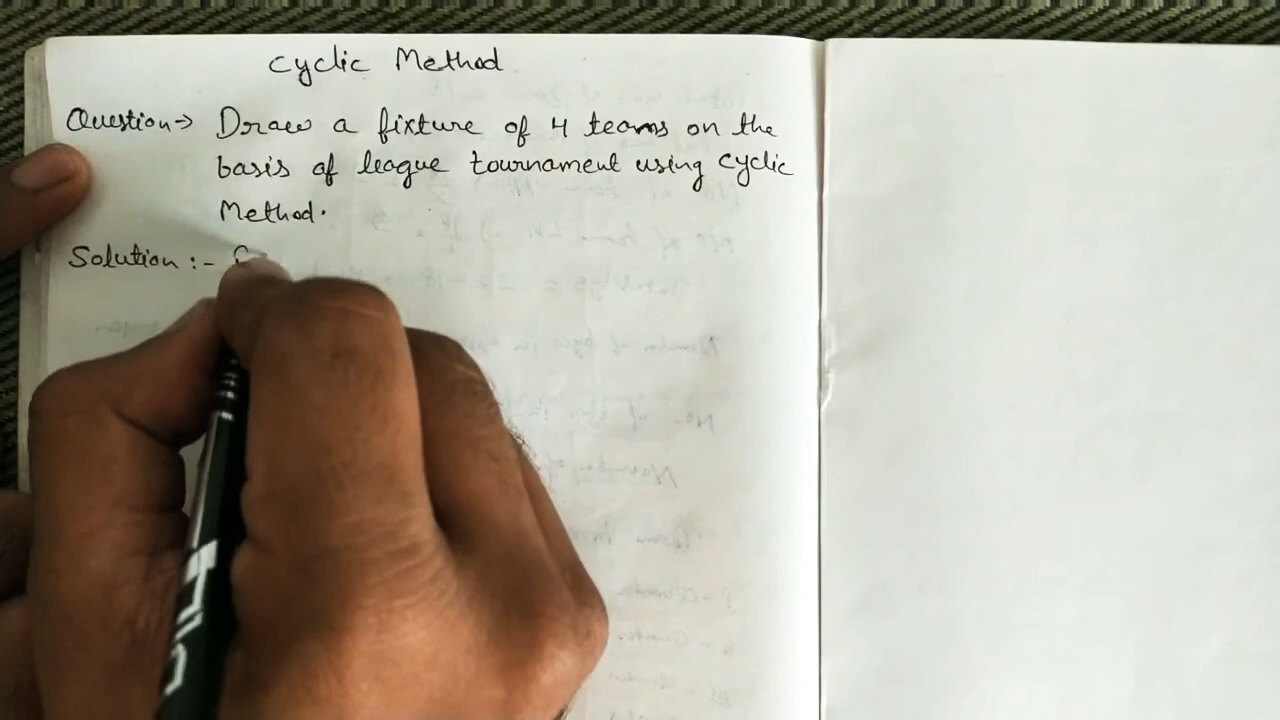 Cyclic Method
Question→ Draw a fixture of 4 teams on the
basis of league tournament using cyclic
Method.
Solution :-